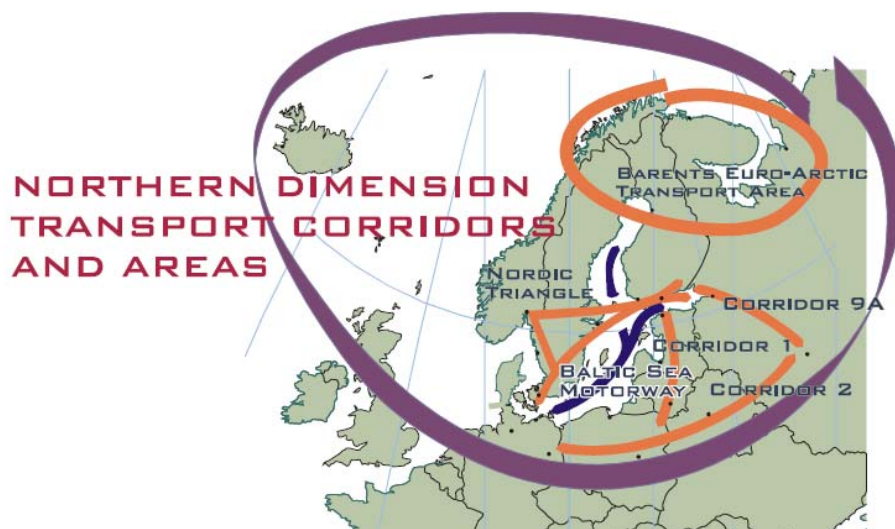 NORTHERN DIMENSION
TRANSPORT CORRIDORS
AND AREAS
BARENTS EURO-ARCTIC
TRANSPORT AREA
NORDIC
TRIANGLE
CORRIDOR 9A
CORRIDOR 1
BALTIC SEA
MOTORWAY
CORRIDOR 2